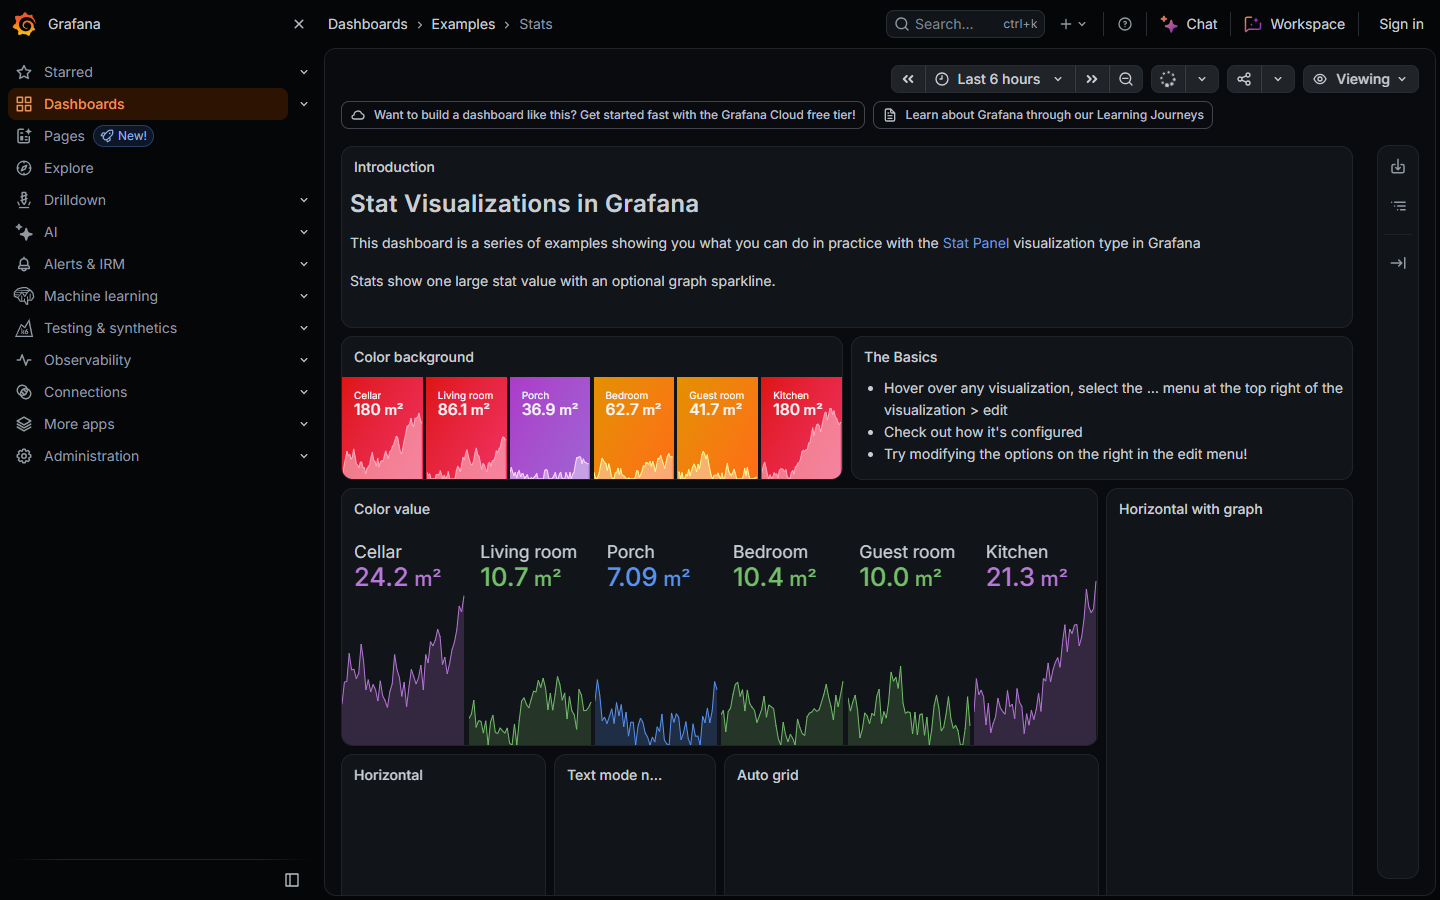 Grafana
Dashboards › Examples › Stats
Search... ctrl+k
Chat
Workspace
Sign in
Starred
Dashboards
Pages New!
Explore
Drilldown
AI
Alerts & IRM
Machine learning
Testing & synthetics
Observability
Connections
More apps
Administration
Last 6 hours
Viewing
Want to build a dashboard like this? Get started fast with the Grafana Cloud free tier!
Learn about Grafana through our Learning Journeys
Introduction
Stat Visualizations in Grafana
This dashboard is a series of examples showing you what you can do in practice with the Stat Panel visualization type in Grafana
Stats show one large stat value with an optional graph sparkline.
Color background
Cellar
180 m²
Living room
86.1 m²
Porch
36.9 m²
Bedroom
62.7 m²
Guest room
41.7 m²
Kitchen
180 m²
The Basics
• Hover over any visualization, select the ... menu at the top right of the
visualization > edit
• Check out how it's configured
• Try modifying the options on the right in the edit menu!
Color value
Cellar
24.2 m²
Living room
10.7 m²
Porch
7.09 m²
Bedroom
10.4 m²
Guest room
10.0 m²
Kitchen
21.3 m²
Horizontal with graph
Horizontal
Text mode n...
Auto grid